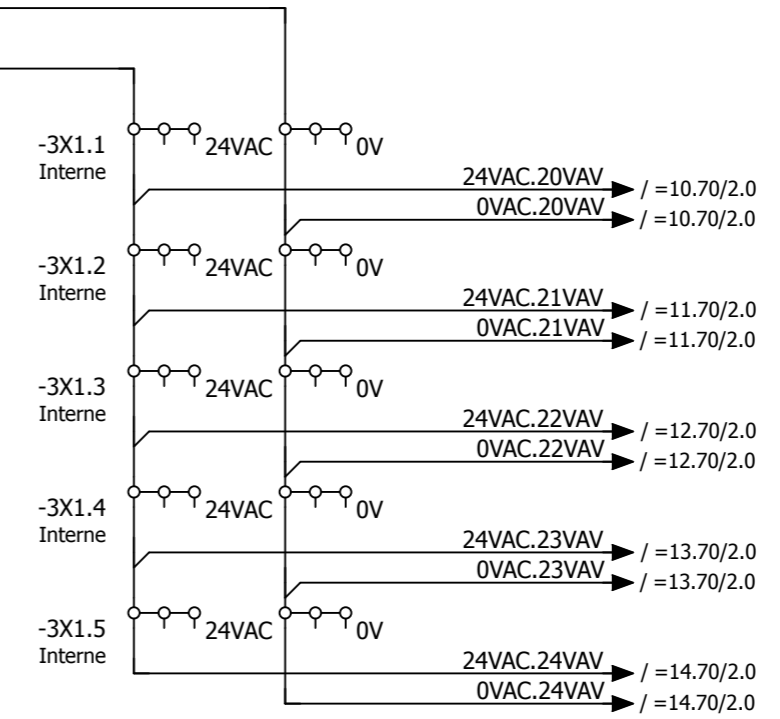 -3X1.1 24VAC 0V
Interne
24VAC.20VAV / =10.70/2.0
0VAC.20VAV / =10.70/2.0
-3X1.2 24VAC 0V
Interne
24VAC.21VAV / =11.70/2.0
0VAC.21VAV / =11.70/2.0
-3X1.3 24VAC 0V
Interne
24VAC.22VAV / =12.70/2.0
0VAC.22VAV / =12.70/2.0
-3X1.4 24VAC 0V
Interne
24VAC.23VAV / =13.70/2.0
0VAC.23VAV / =13.70/2.0
-3X1.5 24VAC 0V
Interne
24VAC.24VAV / =14.70/2.0
0VAC.24VAV / =14.70/2.0